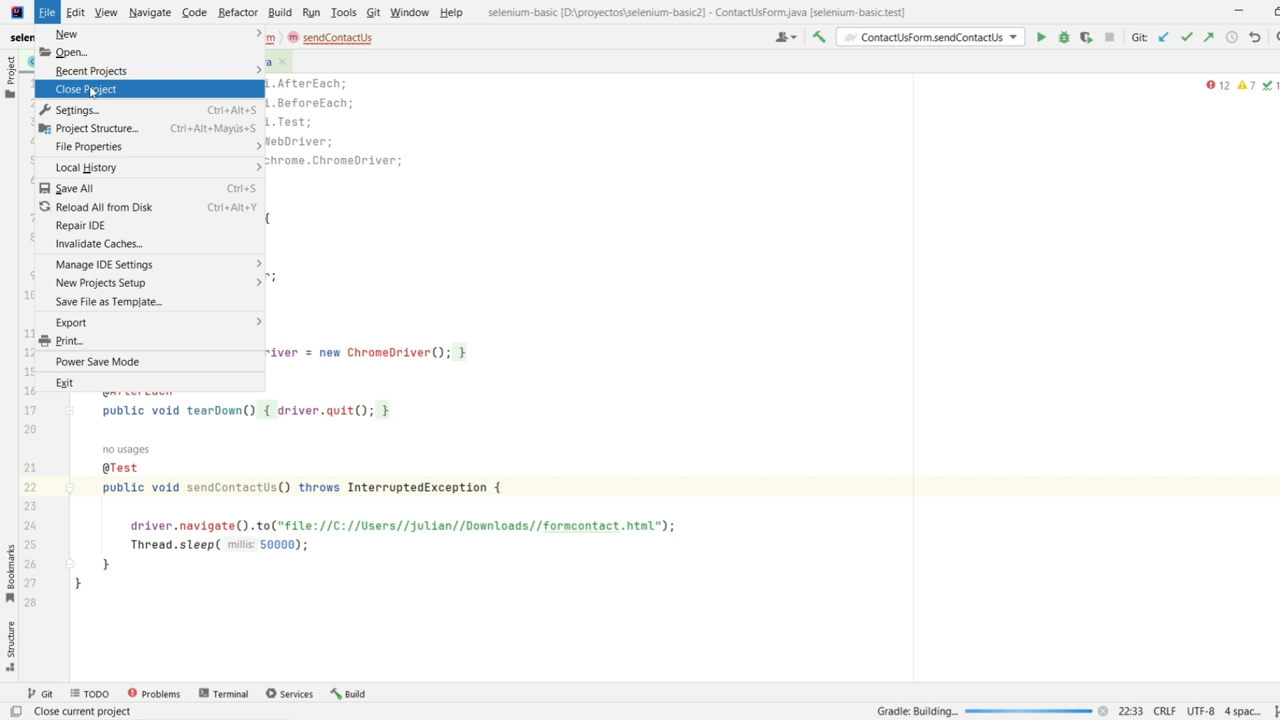 File Edit View Navigate Code Refactor Build Run Tools Git Window Help selenium-basic [D:\proyectos\selenium-basic2] - ContactUsForm.java [selenium-basic.test]
selen m sendContactUs ContactUsForm.sendContactUs Git:
a
New
Open...
Recent Projects
Close Project
Settings... Ctrl+Alt+S
Project Structure... Ctrl+Alt+Mayús+S
File Properties
Local History
Save All Ctrl+S
Reload All from Disk Ctrl+Alt+Y
Repair IDE
Invalidate Caches...
Manage IDE Settings
New Projects Setup
Save File as Template...
Export
Print...
Power Save Mode
Exit
Project
12 7 1
i.AfterEach;
i.BeforeEach;
i.Test;
WebDriver;
chrome.ChromeDriver;
{
r;
river = new ChromeDriver(); }
16 @AfterEach
17 public void tearDown() { driver.quit(); }
20
no usages
21 @Test
22 public void sendContactUs() throws InterruptedException {
23
24 driver.navigate().to("file://C://Users//julian//Downloads//formcontact.html");
25 Thread.sleep( millis: 50000);
26 }
27 }
28
Bookmarks
Structure
Git TODO Problems Terminal Services Build
Close current project Gradle: Building... 22:33 CRLF UTF-8 4 spac...